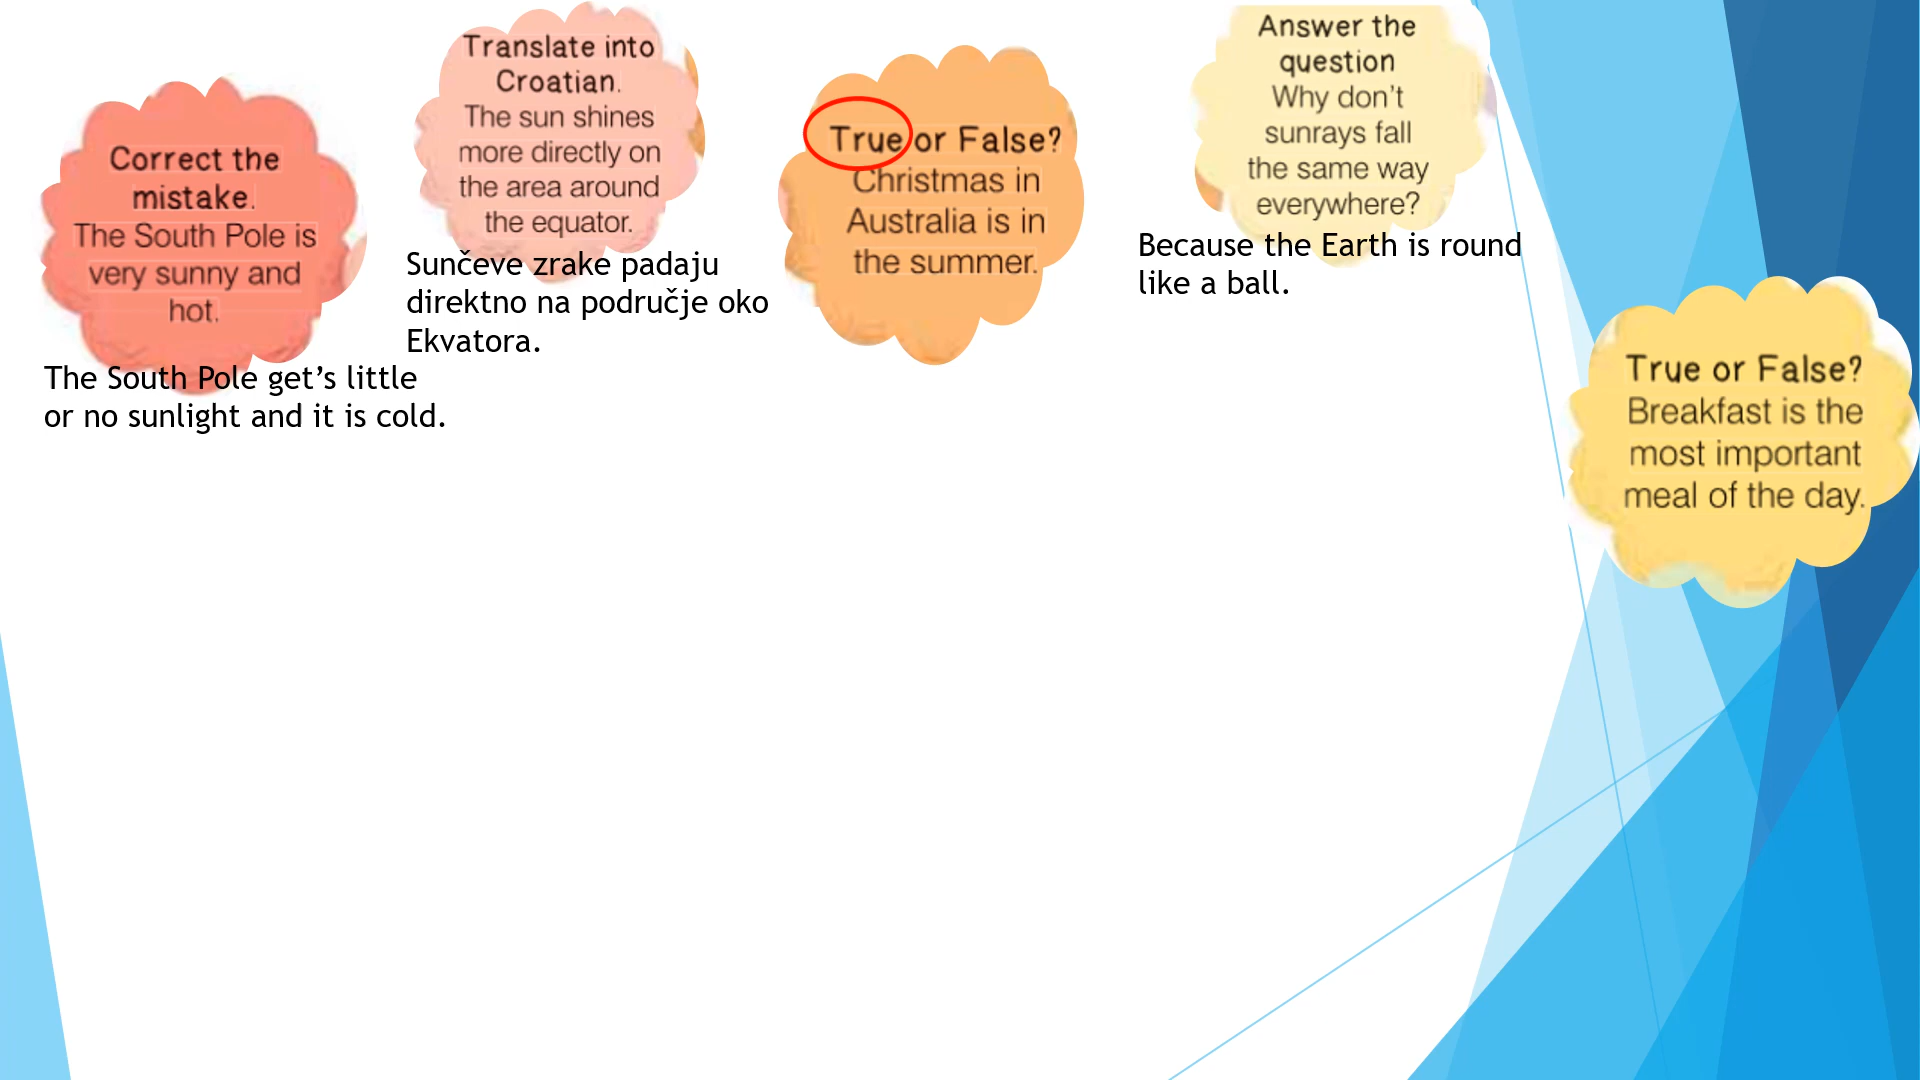 Correct the
mistake.
The South Pole is
very sunny and
hot.
The South Pole get’s little
or no sunlight and it is cold.
Translate into
Croatian.
The sun shines
more directly on
the area around
the equator.
Sunčeve zrake padaju
direktno na područje oko
Ekvatora.
True or False?
Christmas in
Australia is in
the summer.
Answer the
question
Why don’t
sunrays fall
the same way
everywhere?
Because the Earth is round
like a ball.
True or False?
Breakfast is the
most important
meal of the day.